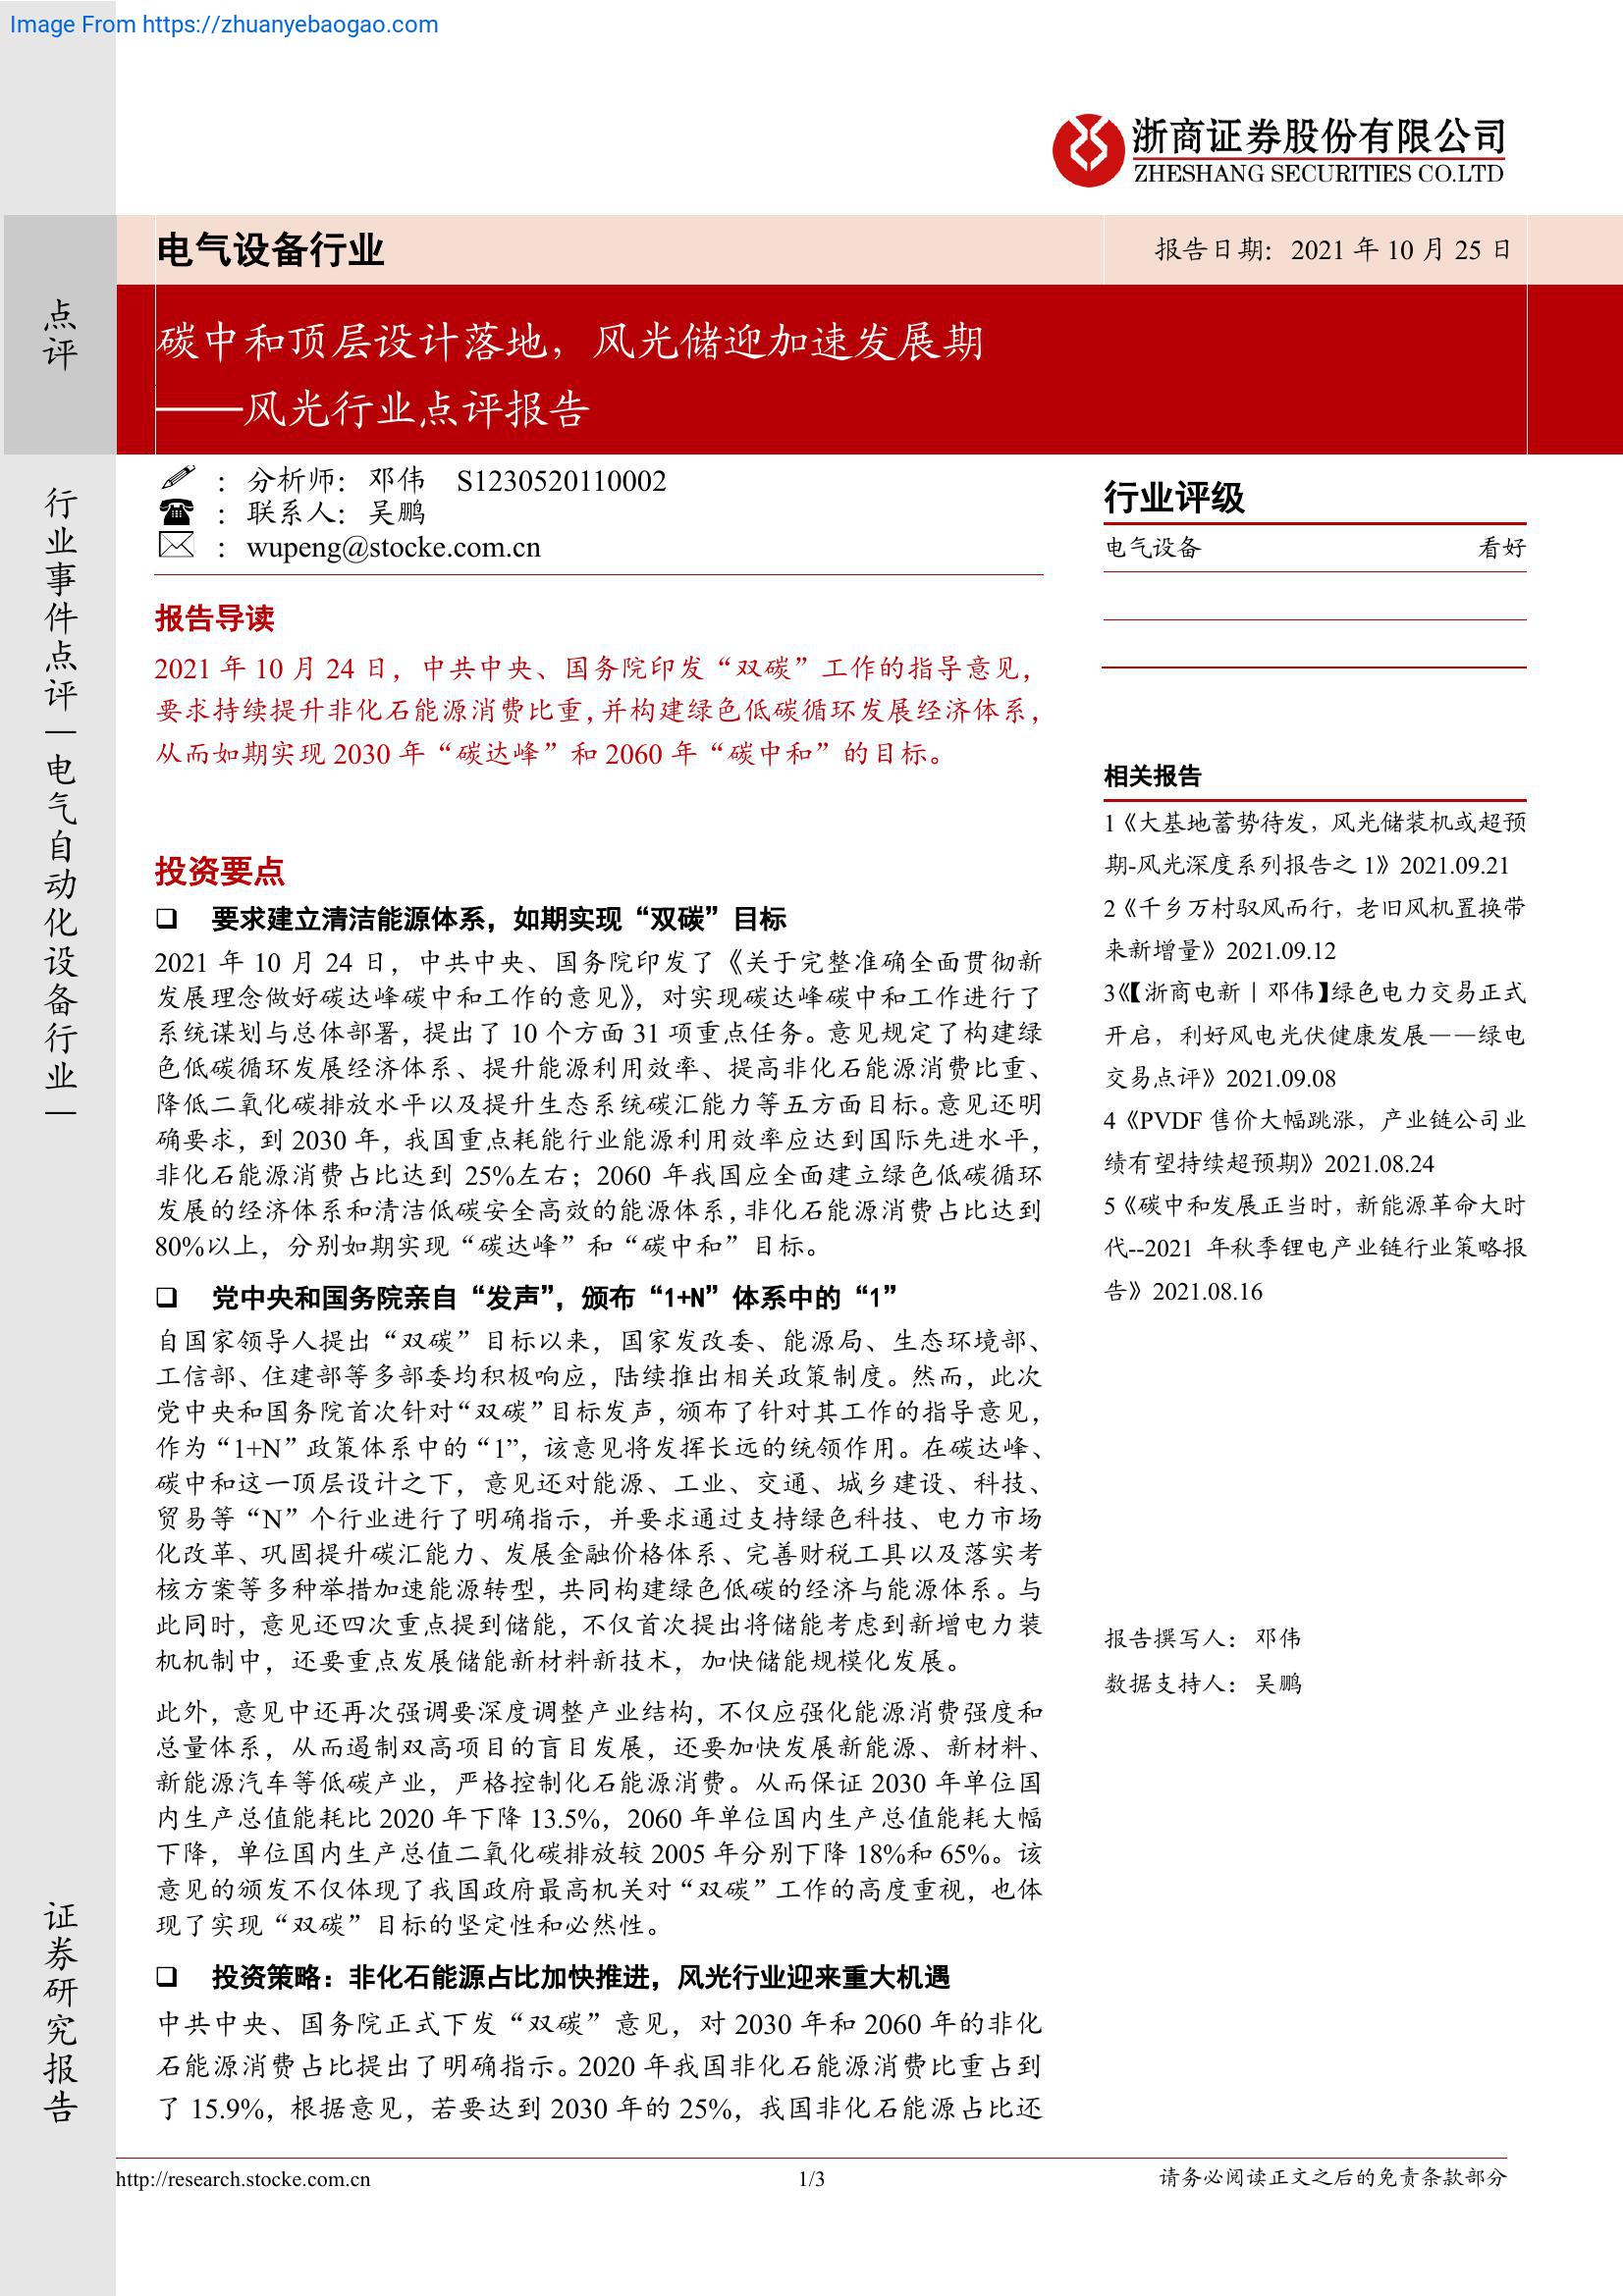 Image From https://zhuanyebaogao.com
浙商证券股份有限公司
ZHESHANG SECURITIES CO.LTD
电气设备行业
报告日期：2021 年 10 月 25 日
点评
碳中和顶层设计落地，风光储迎加速发展期
——风光行业点评报告
行业事件点评—电气自动化设备行业—
证券研究报告
：分析师：邓伟 S1230520110002
：联系人：吴鹏
：wupeng@stocke.com.cn
报告导读
2021 年 10 月 24 日，中共中央、国务院印发“双碳”工作的指导意见，
要求持续提升非化石能源消费比重，并构建绿色低碳循环发展经济体系，
从而如期实现 2030 年“碳达峰”和 2060 年“碳中和”的目标。
投资要点
❑ 要求建立清洁能源体系，如期实现“双碳”目标
2021 年 10 月 24 日，中共中央、国务院印发了《关于完整准确全面贯彻新
发展理念做好碳达峰碳中和工作的意见》，对实现碳达峰碳中和工作进行了
系统谋划与总体部署，提出了 10 个方面 31 项重点任务。意见规定了构建绿
色低碳循环发展经济体系、提升能源利用效率、提高非化石能源消费比重、
降低二氧化碳排放水平以及提升生态系统碳汇能力等五方面目标。意见还明
确要求，到 2030 年，我国重点耗能行业能源利用效率应达到国际先进水平，
非化石能源消费占比达到 25%左右；2060 年我国应全面建立绿色低碳循环
发展的经济体系和清洁低碳安全高效的能源体系，非化石能源消费占比达到
80%以上，分别如期实现“碳达峰”和“碳中和”目标。
❑ 党中央和国务院亲自“发声”，颁布“1+N”体系中的“1”
自国家领导人提出“双碳”目标以来，国家发改委、能源局、生态环境部、
工信部、住建部等多部委均积极响应，陆续推出相关政策制度。然而，此次
党中央和国务院首次针对“双碳”目标发声，颁布了针对其工作的指导意见，
作为“1+N”政策体系中的“1”，该意见将发挥长远的统领作用。在碳达峰、
碳中和这一顶层设计之下，意见还对能源、工业、交通、城乡建设、科技、
贸易等“N”个行业进行了明确指示，并要求通过支持绿色科技、电力市场
化改革、巩固提升碳汇能力、发展金融价格体系、完善财税工具以及落实考
核方案等多种举措加速能源转型，共同构建绿色低碳的经济与能源体系。与
此同时，意见还四次重点提到储能，不仅首次提出将储能考虑到新增电力装
机机制中，还要重点发展储能新材料新技术，加快储能规模化发展。
此外，意见中还再次强调要深度调整产业结构，不仅应强化能源消费强度和
总量体系，从而遏制双高项目的盲目发展，还要加快发展新能源、新材料、
新能源汽车等低碳产业，严格控制化石能源消费。从而保证 2030 年单位国
内生产总值能耗比 2020 年下降 13.5%，2060 年单位国内生产总值能耗大幅
下降，单位国内生产总值二氧化碳排放较 2005 年分别下降 18%和 65%。该
意见的颁发不仅体现了我国政府最高机关对“双碳”工作的高度重视，也体
现了实现“双碳”目标的坚定性和必然性。
❑ 投资策略：非化石能源占比加快推进，风光行业迎来重大机遇
中共中央、国务院正式下发“双碳”意见，对 2030 年和 2060 年的非化
石能源消费占比提出了明确指示。2020 年我国非化石能源消费比重占到
了 15.9%，根据意见，若要达到 2030 年的 25%，我国非化石能源占比还
行业评级
电气设备 看好
相关报告
1《大基地蓄势待发，风光储装机或超预
期-风光深度系列报告之 1》2021.09.21
2《千乡万村驭风而行，老旧风机置换带
来新增量》2021.09.12
3《【浙商电新 | 邓伟】绿色电力交易正式
开启，利好风电光伏健康发展——绿电
交易点评》2021.09.08
4《PVDF 售价大幅跳涨，产业链公司业
绩有望持续超预期》2021.08.24
5《碳中和发展正当时，新能源革命大时
代--2021 年秋季锂电产业链行业策略报
告》2021.08.16
报告撰写人：邓伟
数据支持人：吴鹏
http://research.stocke.com.cn
1/3
请务必阅读正文之后的免责条款部分